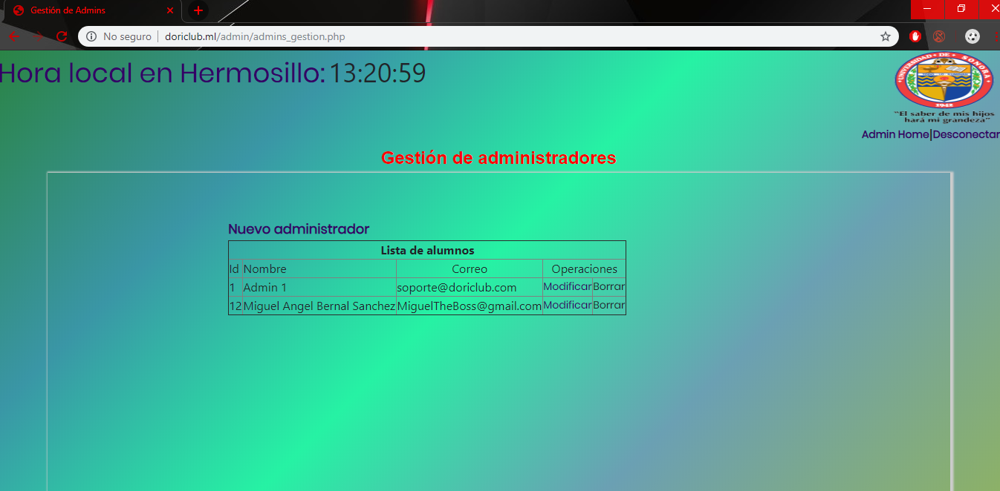 Gestión de Admins
No seguro | doriclub.ml/admin/admins_gestion.php
Hora local en Hermosillo: 13:20:59
UNIVERSIDAD DE SONORA
1942
"El saber de mis hijos
hará mi grandeza"
Admin Home|Desconectar
Gestión de administradores
Nuevo administrador
Lista de alumnos
Id Nombre Correo Operaciones
1 Admin 1 soporte@doriclub.com Modificar Borrar
12 Miguel Angel Bernal Sanchez MiguelTheBoss@gmail.com Modificar Borrar